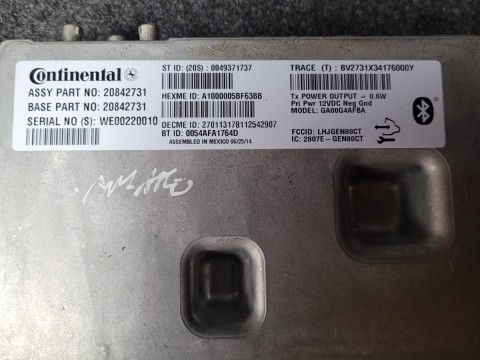 Continental
ASSY PART NO: 20842731
BASE PART NO: 20842731
SERIAL NO (S): WE00220010
ST ID: (20S) : 0049371737
HEXME ID: A1000005BF63BB
DECME ID: 270113178112542907
BT ID: 0054AFA1764D
ASSEMBLED IN MEXICO 06/25/14
TRACE (T) : BV2731X34176000Y
Tx POWER OUTPUT = 0.6W
Pri Pwr 12VDC Neg Gnd
MODEL: GA00G4AFBA
FCCID: LHJGEN80CT
IC: 2807E-GEN80CT